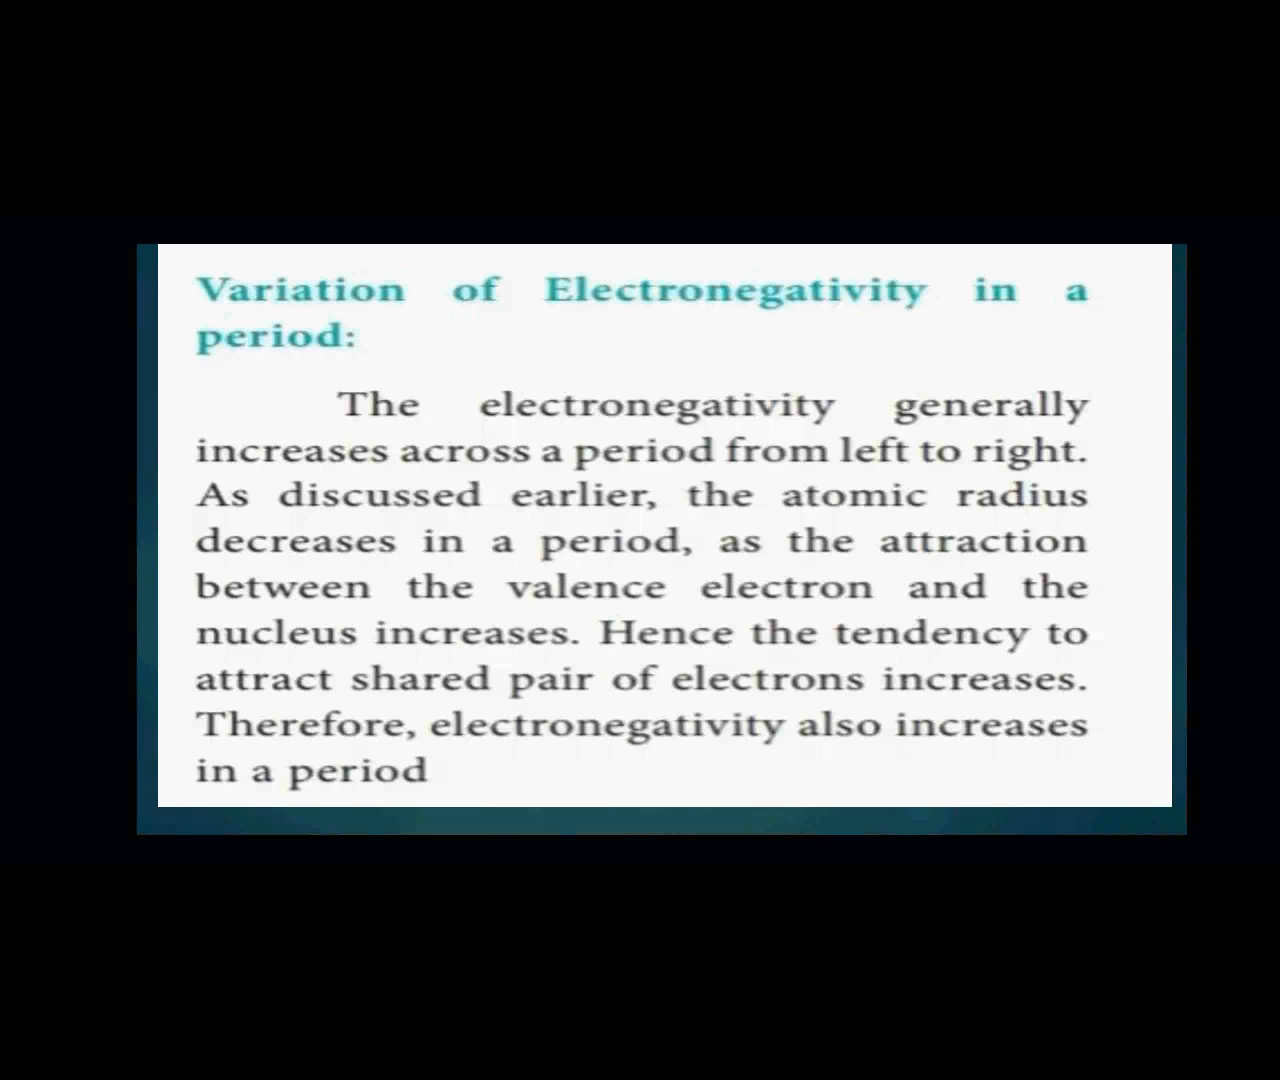 Variation of Electronegativity in a
period:
The electronegativity generally
increases across a period from left to right.
As discussed earlier, the atomic radius
decreases in a period, as the attraction
between the valence electron and the
nucleus increases. Hence the tendency to
attract shared pair of electrons increases.
Therefore, electronegativity also increases
in a period